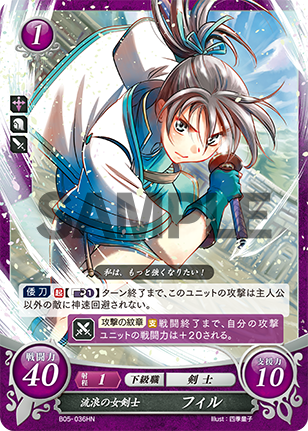 1
SAMPLE
私は、もっと強くなりたい!
倭刀 起【1】ターン終了まで、このユニットの攻撃は主人公
以外の敵に神速回避されない。
攻撃の紋章 支 戦闘終了まで、自分の攻撃
ユニットの戦闘力は+20される。
戦闘力
40
射程 1 下級職 剣士
支援力
10
流浪の女剣士 フィル
B05-036HN Illust:四季童子